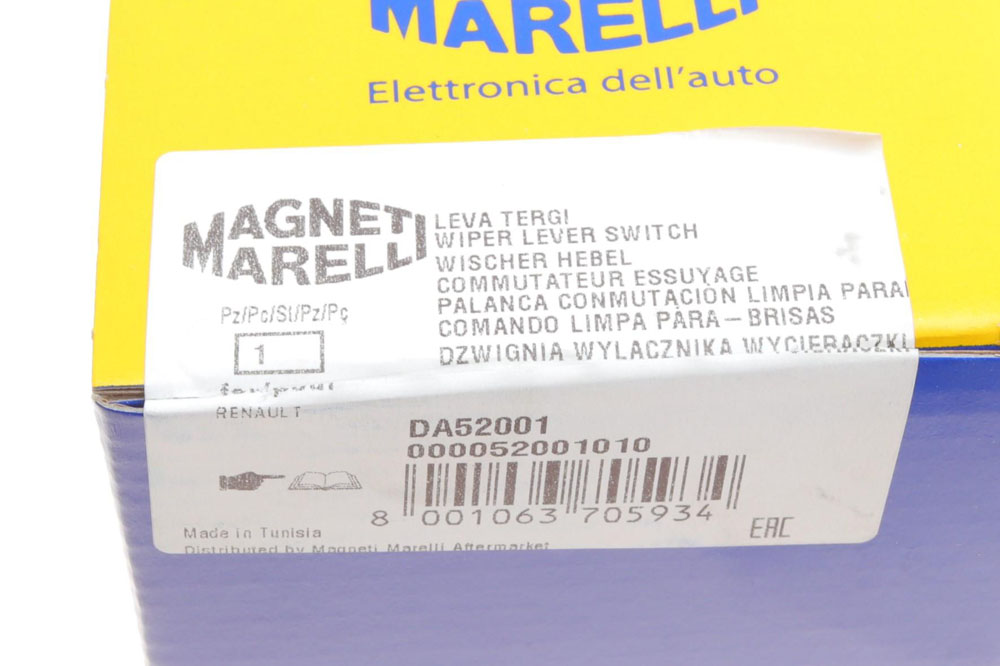 MARELLI
Elettronica dell'auto
MAGNETI
MARELLI
LEVA TERGI
WIPER LEVER SWITCH
WISCHER HEBEL
COMMUTATEUR ESSUYAGE
PALANCA CONMUTACIÓN LIMPIA PARA
COMANDO LIMPA PÁRA-BRISAS
DZWIGNIA WYLACZNIKA WYCIERACZKI
Pz/Pc/St/Pz/Pç
1
RENAULT
DA52001
000052001010
8 001063 705934
EAC
Made in Tunisia
Distributed by Magneti Marelli Aftermarket